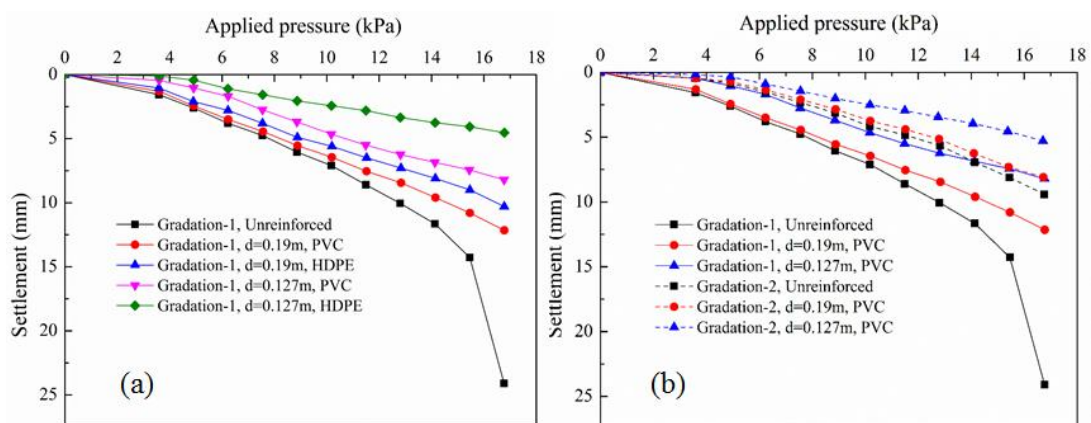 Applied pressure (kPa)
0 2 4 6 8 10 12 14 16 18
0
5
10
15
20
25
Settlement (mm)
Gradation-1, Unreinforced
Gradation-1, d=0.19m, PVC
Gradation-1, d=0.19m, HDPE
Gradation-1, d=0.127m, PVC
Gradation-1, d=0.127m, HDPE
(a)
Applied pressure (kPa)
0 2 4 6 8 10 12 14 16 18
0
5
10
15
20
25
Settlement (mm)
Gradation-1, Unreinforced
Gradation-1, d=0.19m, PVC
Gradation-1, d=0.127m, PVC
Gradation-2, Unreinforced
Gradation-2, d=0.19m, PVC
Gradation-2, d=0.127m, PVC
(b)